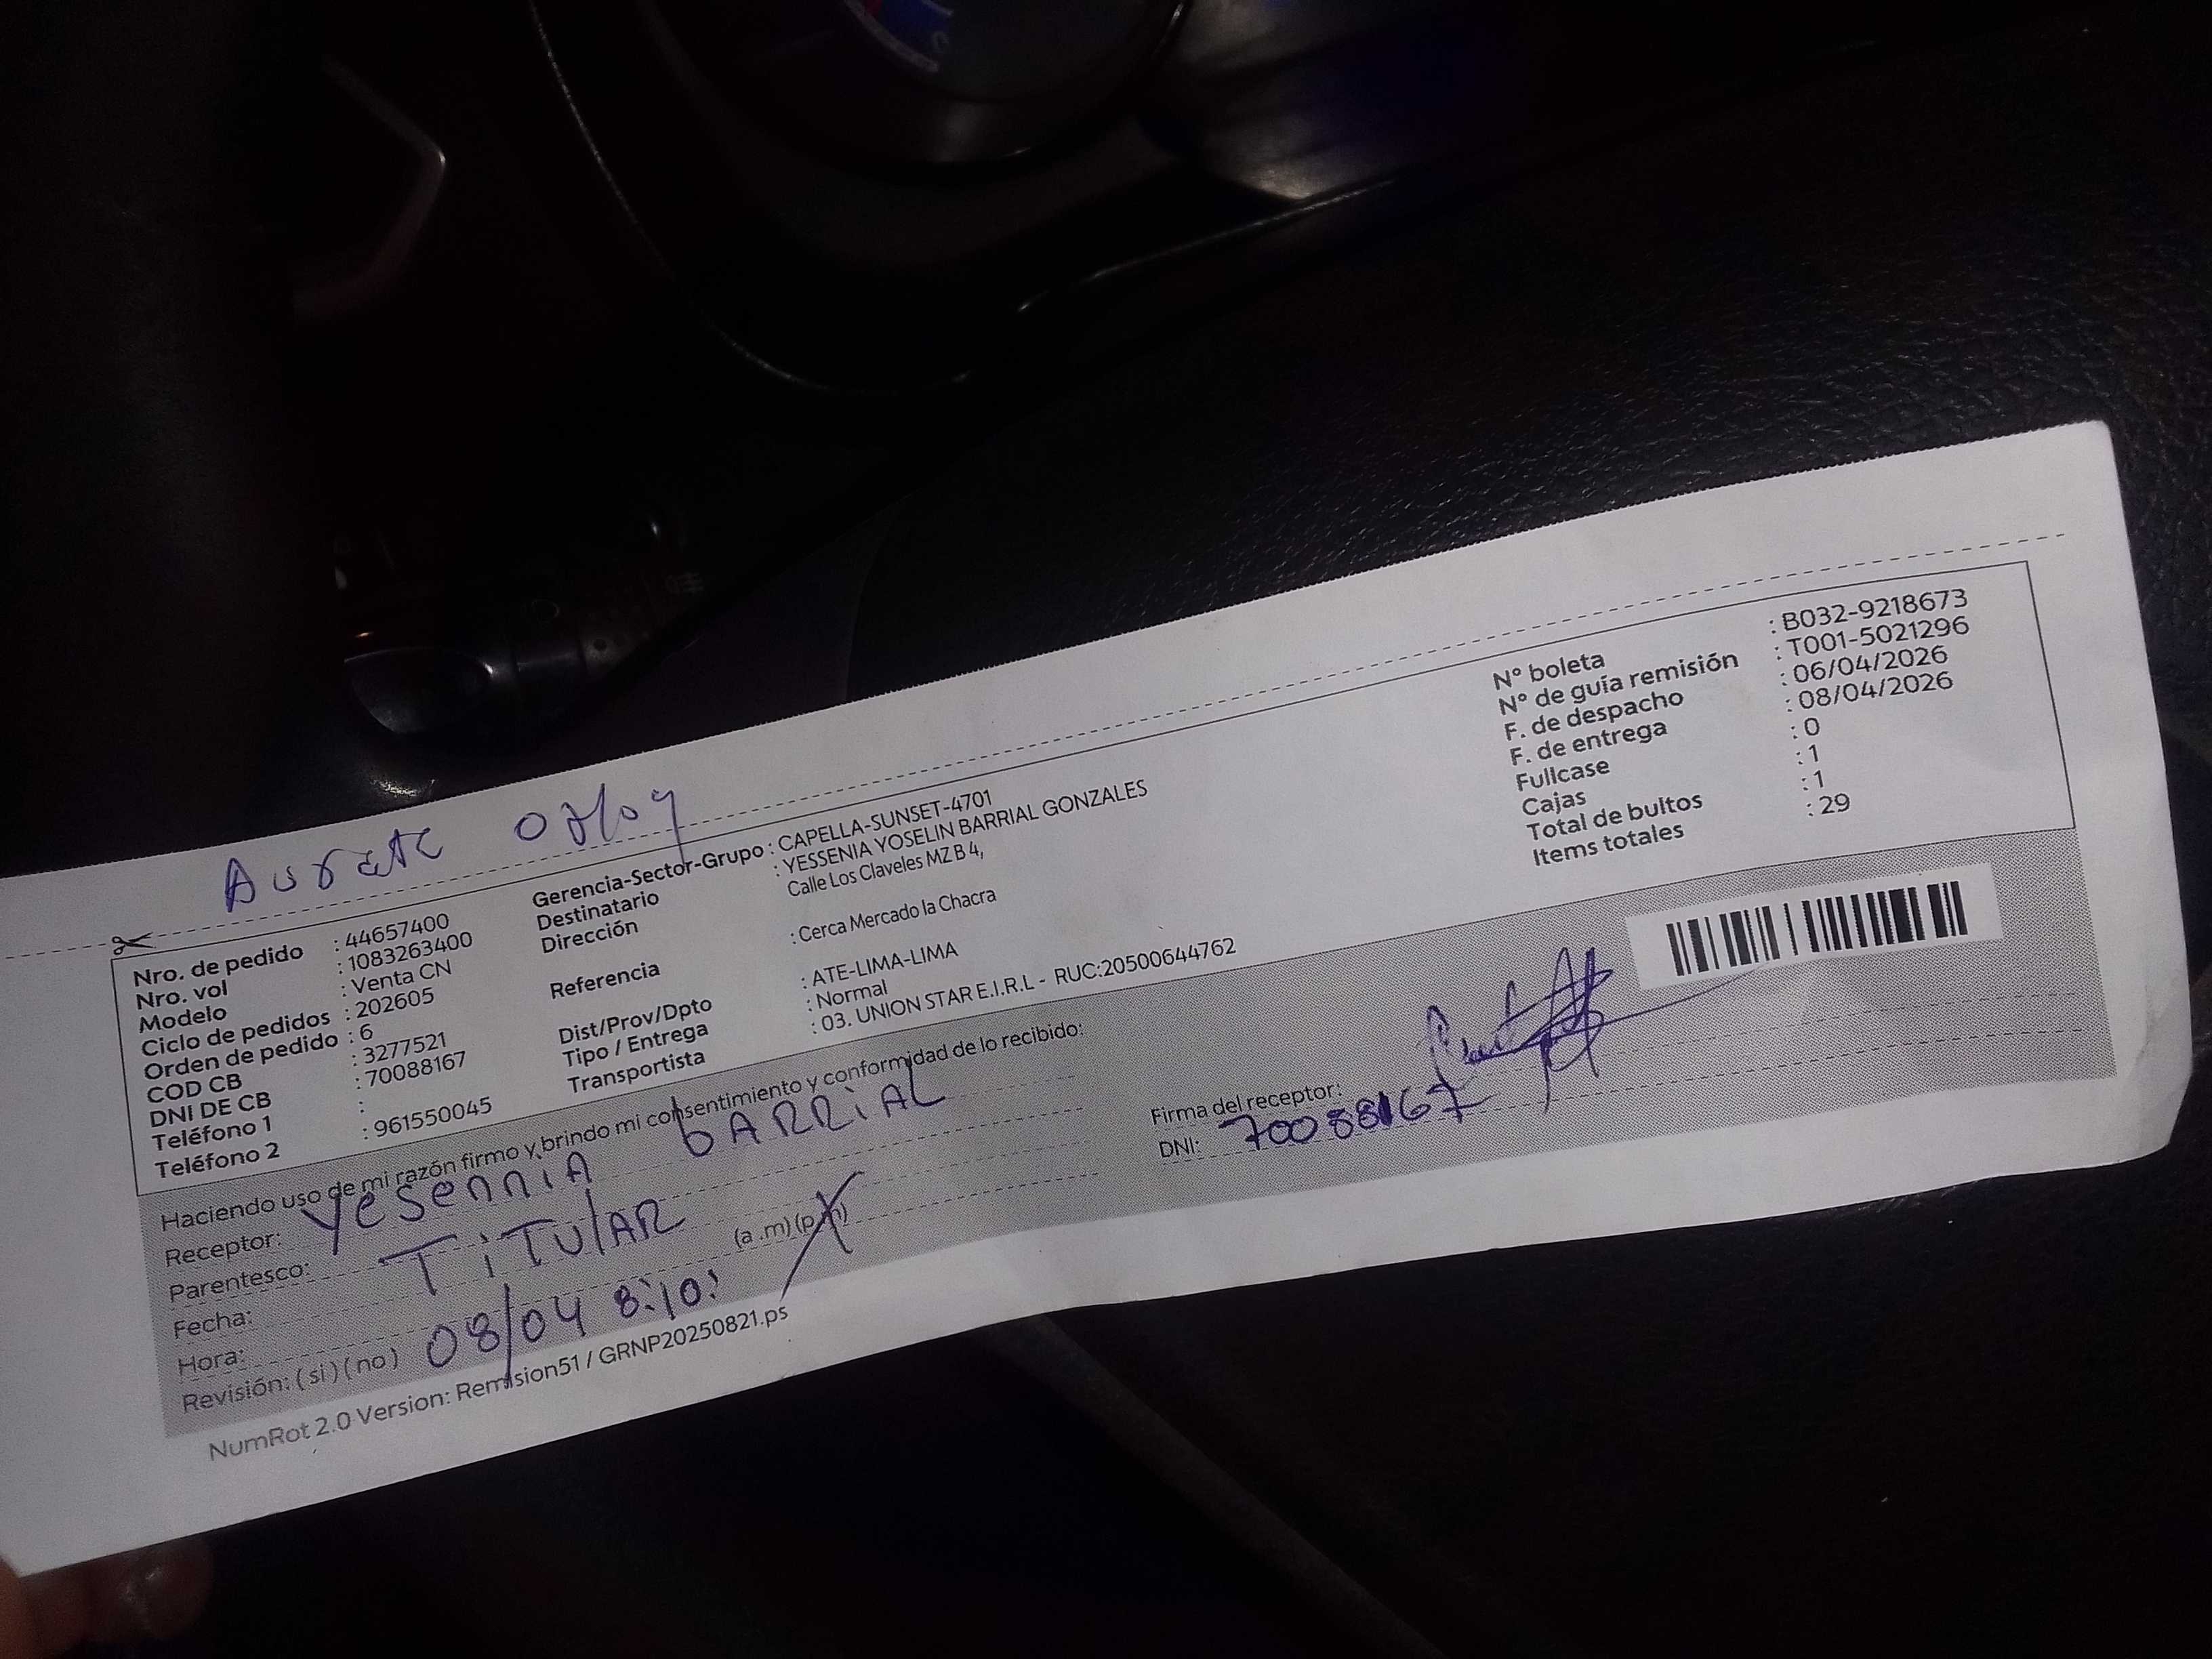 Ausente 07/04
Nro. de pedido : 44657400
Nro. vol : 1083263400
Modelo : Venta CN
Ciclo de pedidos : 202605
Orden de pedido : 6
COD CB : 3277521
DNI DE CB : 70088167
Teléfono 1 :
Teléfono 2 : 961550045
Gerencia-Sector-Grupo : CAPELLA-SUNSET-4701
Destinatario : YESSENIA YOSELIN BARRIAL GONZALES
Dirección Calle Los Claveles MZ B 4,
Referencia : Cerca Mercado la Chacra
Dist/Prov/Dpto : ATE-LIMA-LIMA
Tipo / Entrega : Normal
Transportista : 03. UNION STAR E.I.R.L - RUC:20500644762
N° boleta : B032-9218673
N° de guía remisión : T001-5021296
F. de despacho : 06/04/2026
F. de entrega : 08/04/2026
Fullcase : 0
Cajas : 1
Total de bultos : 1
Items totales : 29
Haciendo uso de mi razón firmo y brindo mi consentimiento y conformidad de lo recibido:
Receptor: yesenniA bARRiAL
Parentesco: TiTulAR
Fecha:
Hora: 08/04 8:10: (a .m) (p.m)
Revisión: ( si ) ( no )
Firma del receptor:
DNI: 70088167
NumRot 2.0 Version: Remision51 / GRNP20250821.ps